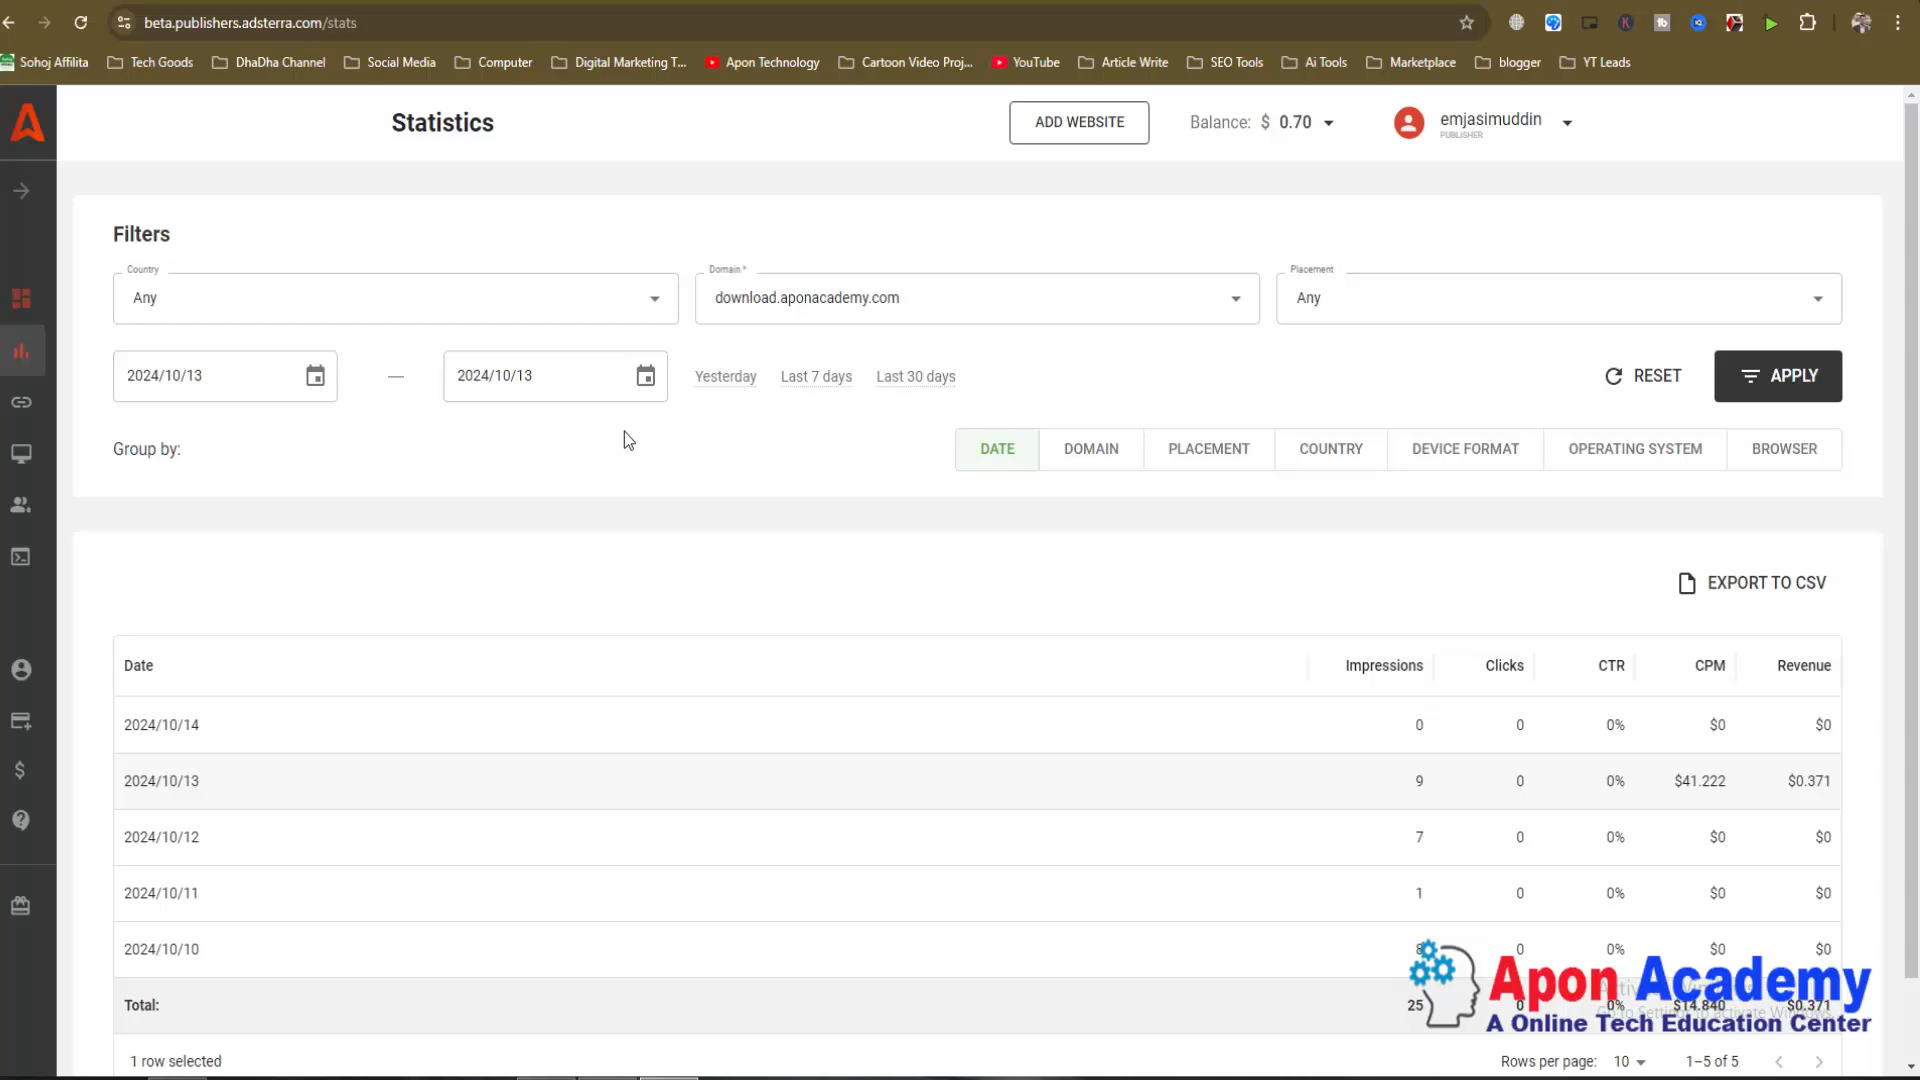 beta.publishers.adsterra.com/stats
Sohoj Affilita Tech Goods DhaDha Channel Social Media Computer Digital Marketing T... Apon Technology Cartoon Video Proj... YouTube Article Write SEO Tools Ai Tools Marketplace blogger YT Leads
Statistics ADD WEBSITE Balance: $ 0.70 emjasimuddin
PUBLISHER
Filters
Country Domain * Placement
Any download.aponacademy.com Any
2024/10/13 — 2024/10/13 Yesterday Last 7 days Last 30 days RESET APPLY
Group by: DATE DOMAIN PLACEMENT COUNTRY DEVICE FORMAT OPERATING SYSTEM BROWSER
EXPORT TO CSV
Date Impressions Clicks CTR CPM Revenue
2024/10/14 0 0 0% $0 $0
2024/10/13 9 0 0% $41.222 $0.371
2024/10/12 7 0 0% $0 $0
2024/10/11 1 0 0% $0 $0
2024/10/10 8 0 0% $0 $0
Total: 25 0 0% $14.840 $0.371
Apon Academy
A Online Tech Education Center
1 row selected Rows per page: 10 1–5 of 5